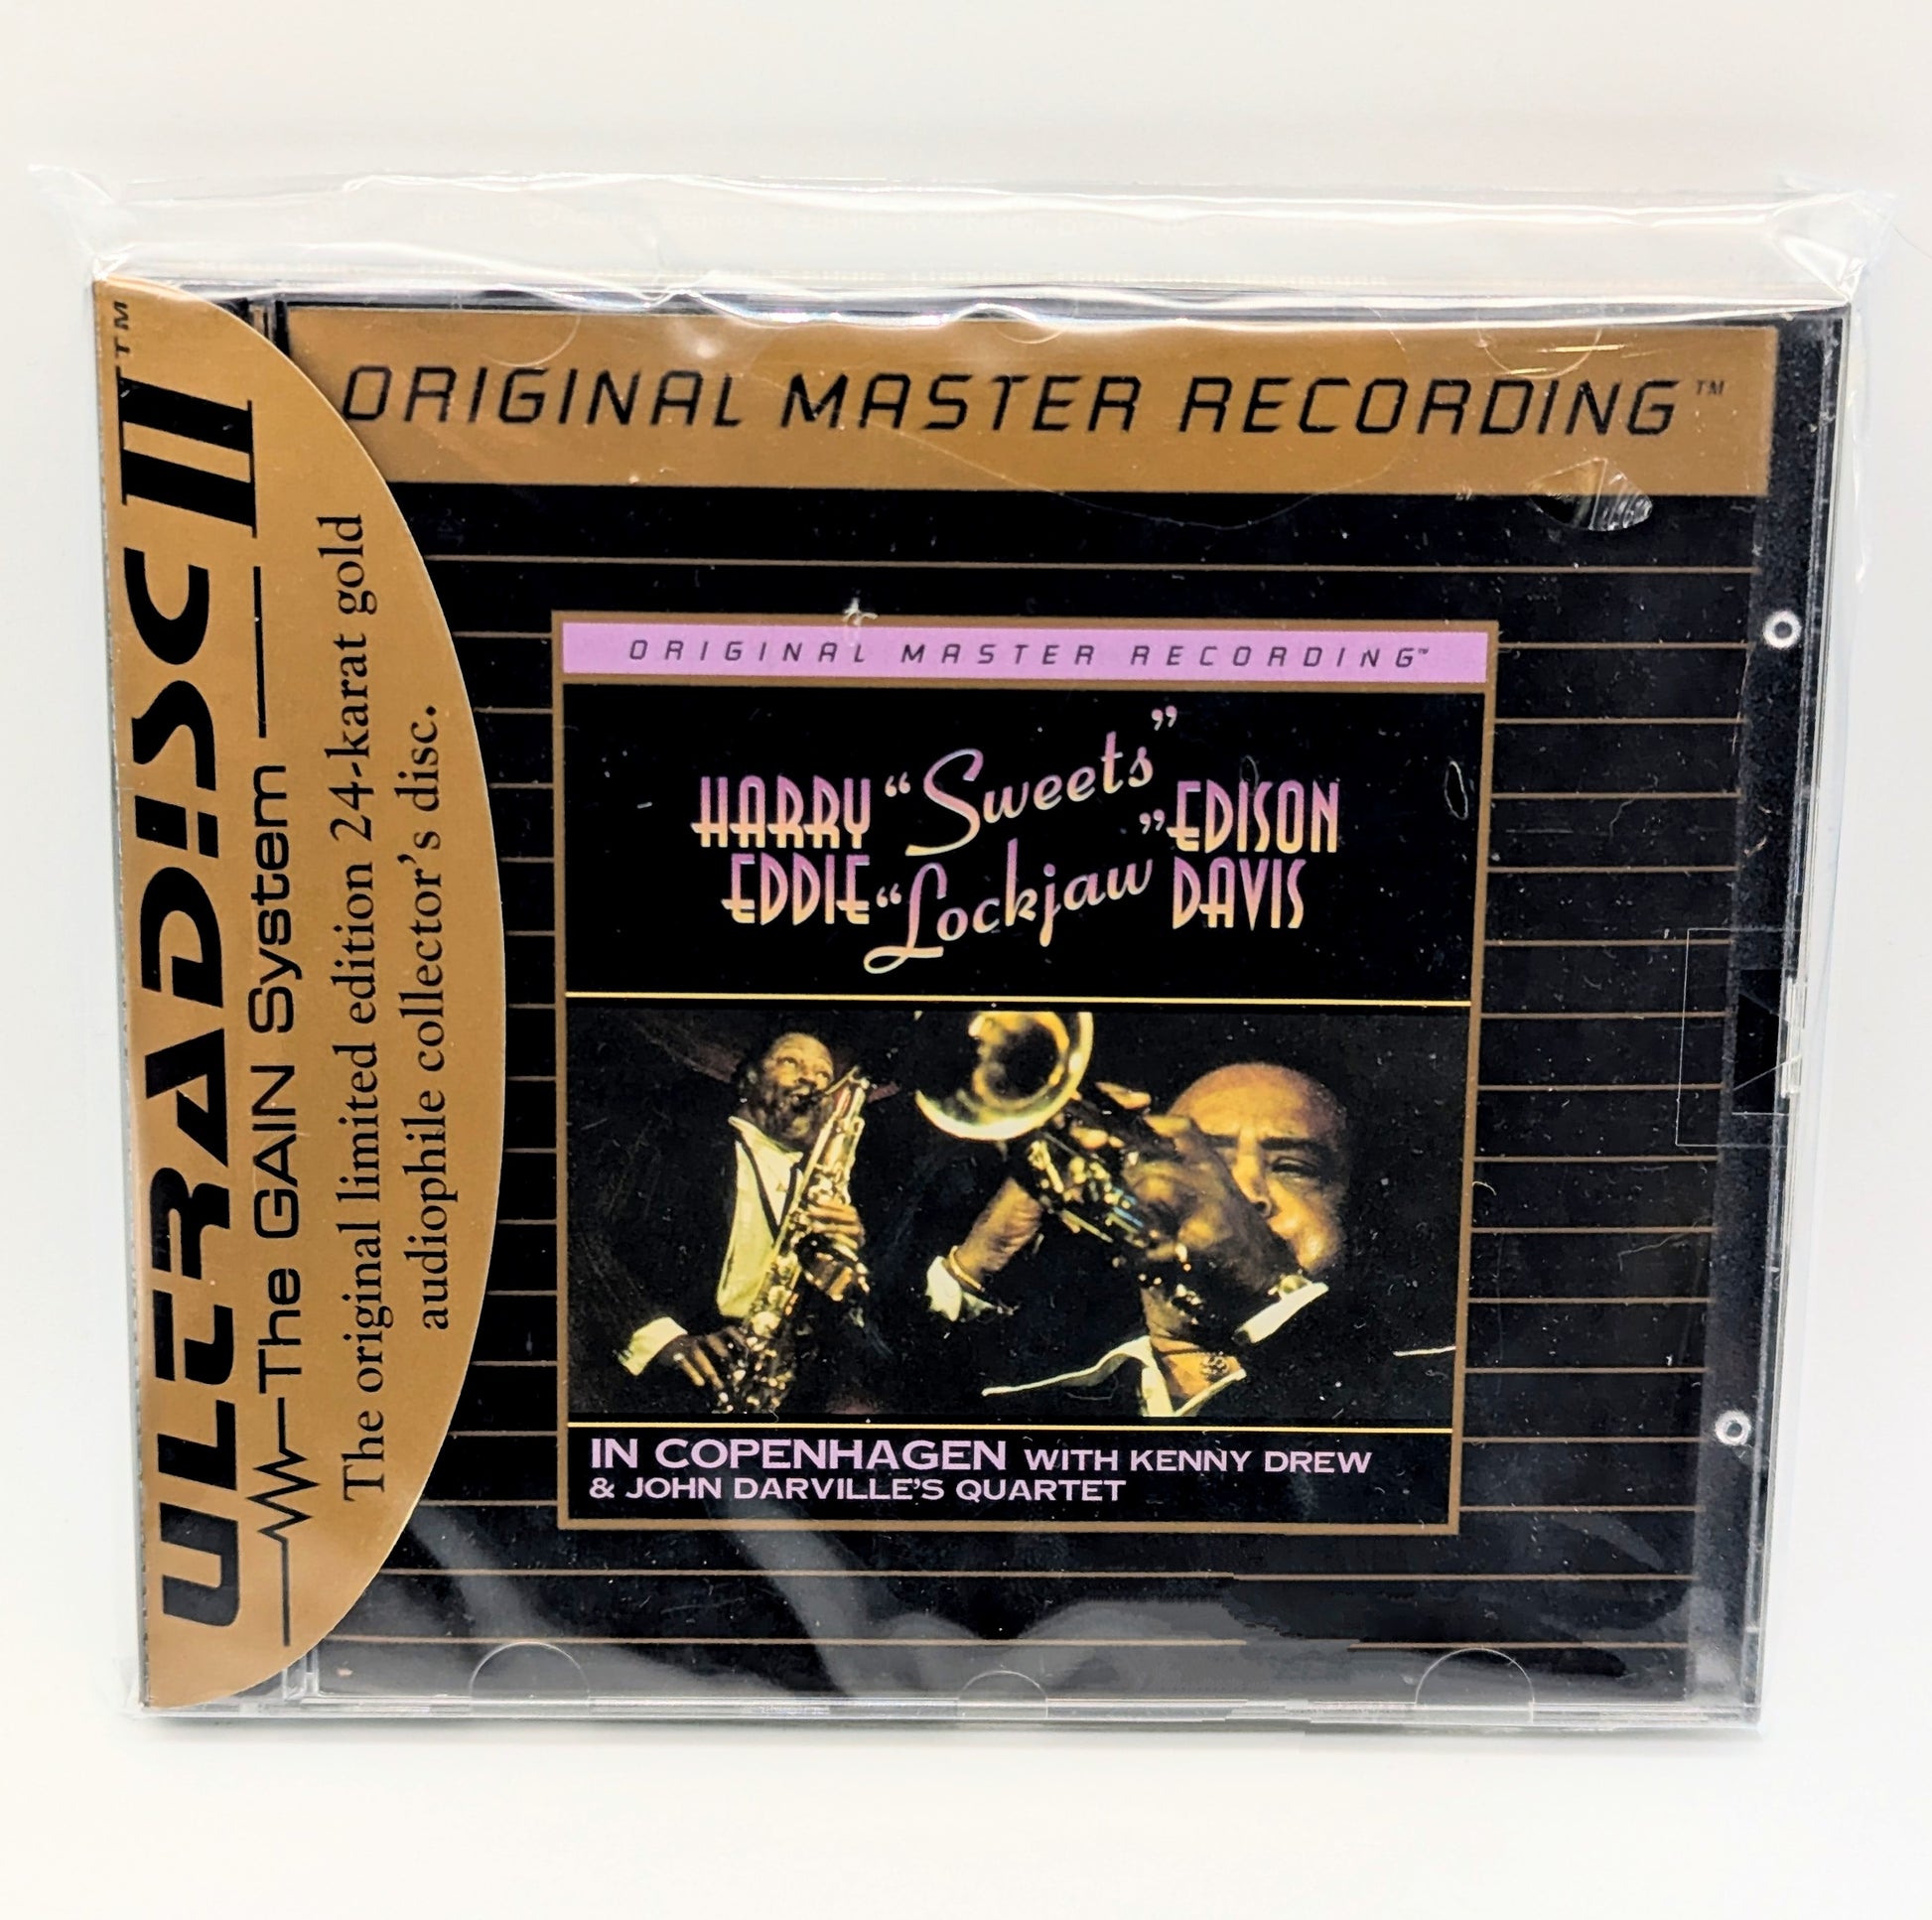 ULTRADISC II™
The GAIN System
The original limited edition 24-karat gold
audiophile collector's disc.
ORIGINAL MASTER RECORDING™
ORIGINAL MASTER RECORDING™
HARRY “Sweets” EDISON
EDDIE “Lockjaw” DAVIS
IN COPENHAGEN WITH KENNY DREW
& JOHN DARVILLE'S QUARTET